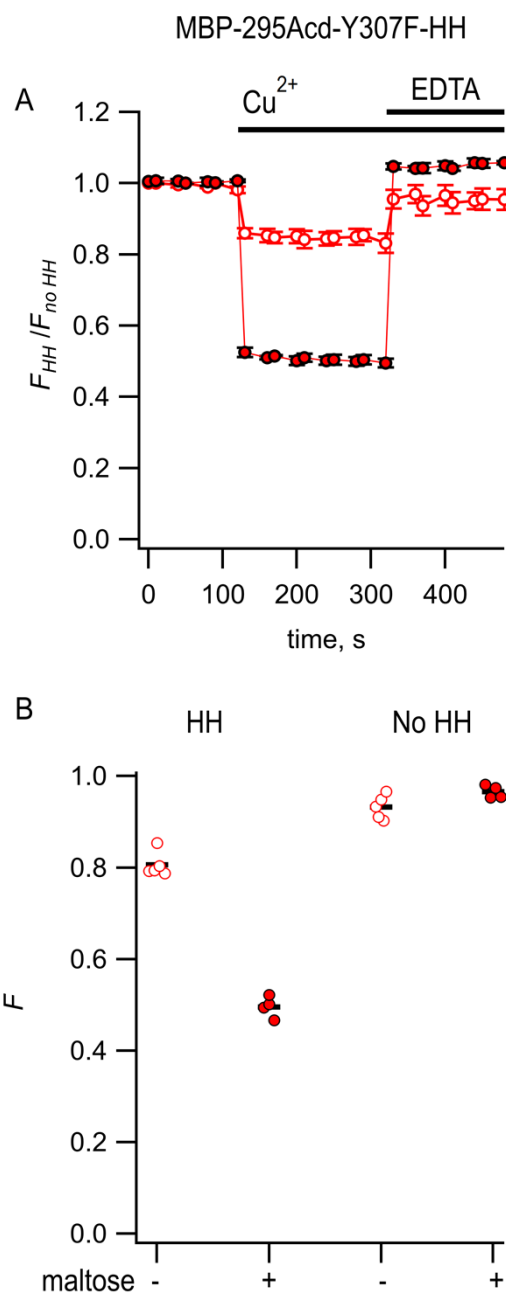 MBP-295Acd-Y307F-HH
A
Cu2+
EDTA
1.2
1.0
0.8
0.6
0.4
0.2
0.0
FHH /Fno HH
0
100
200
300
400
time, s
B
HH
No HH
1.0
0.8
0.6
0.4
0.2
0.0
F
maltose - + - +